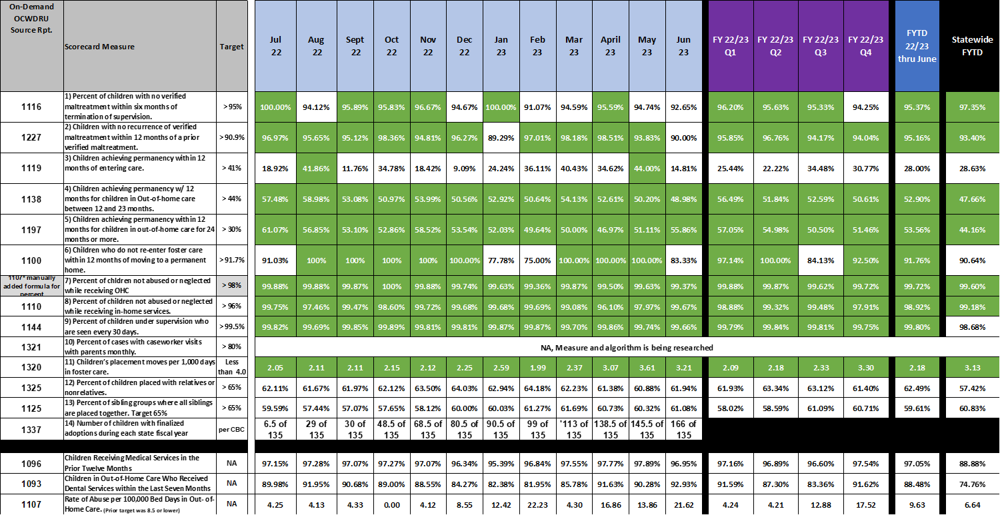 On-Demand OCWDRU Source Rpt. Scorecard Measure Target Jul 22 Aug 22 Sept 22 Oct 22 Nov 22 Dec 22 Jan 23 Feb 23 Mar 23 April 23 May 23 Jun 23 FY 22/23 Q1 FY 22/23 Q2 FY 22/23 Q3 FY 22/23 Q4 FYTD 22/23 thru June Statewide FYTD
1116 1) Percent of children with no verified maltreatment within six months of termination of supervision. > 95% 100.00% 94.12% 95.89% 95.83% 96.67% 94.67% 100.00% 91.07% 94.59% 95.59% 94.74% 92.65% 96.20% 95.63% 95.33% 94.25% 95.37% 97.35%
1227 2) Children with no recurrence of verified maltreatment within 12 months of a prior verified maltreatment. > 90.9% 96.97% 95.65% 95.12% 98.36% 94.81% 96.27% 89.29% 97.01% 98.18% 98.51% 93.83% 90.00% 95.85% 96.76% 94.17% 94.04% 95.16% 93.40%
1119 3) Children achieving permanency within 12 months of entering care. > 41% 18.92% 41.86% 11.76% 34.78% 18.42% 9.09% 24.24% 36.11% 40.43% 34.62% 44.00% 14.81% 25.44% 22.22% 34.48% 30.77% 28.00% 28.63%
1138 4) Children achieving permanency w/ 12 months for children in Out-of-home care between 12 and 23 months. > 44% 57.48% 58.98% 53.08% 50.97% 53.99% 50.56% 52.92% 50.64% 54.13% 52.61% 50.20% 48.98% 56.49% 51.84% 52.59% 50.61% 52.90% 47.66%
1197 5) Children achieving permanency within 12 months for children in out-of-home care for 24 months or more. > 30% 61.07% 56.85% 53.10% 52.86% 58.52% 53.54% 52.03% 49.64% 50.00% 46.97% 51.11% 55.86% 57.05% 54.98% 50.50% 51.46% 53.56% 44.16%
1100 6) Children who do not re-enter foster care within 12 months of moving to a permanent home. > 91.7% 91.03% 100% 100% 100% 100% 100.00% 77.78% 75.00% 100.00% 100.00% 100.00% 83.33% 97.14% 100.00% 84.13% 92.50% 91.76% 90.64%
1107* manually added formula for percent 7) Percent of chldren not abused or neglected while receiving OHC > 98% 99.88% 99.88% 99.87% 100% 99.88% 99.74% 99.63% 99.36% 99.87% 99.50% 99.63% 99.37% 99.88% 99.87% 99.62% 99.72% 99.72% 99.60%
1110 8) Percent of children not abused or neglected while receiving in-home services. > 96% 99.75% 97.46% 99.47% 98.60% 99.72% 99.68% 99.68% 99.69% 99.08% 96.10% 97.97% 99.67% 98.88% 99.32% 99.48% 97.91% 98.92% 99.18%
1144 9) Percent of children under supervision who are seen every 30 days. > 99.5% 99.82% 99.69% 99.85% 99.89% 99.81% 99.81% 99.87% 99.87% 99.70% 99.86% 99.74% 99.66% 99.79% 99.84% 99.81% 99.75% 99.80% 98.68%
1321 10) Percent of cases with caseworker visits with parents monthly. > 80% NA, Measure and algorithm is being researched
1320 11) Children's placement moves per 1,000 days in foster care. Less than 4.0 2.05 2.11 2.11 2.15 2.12 2.25 2.59 1.99 2.37 3.07 3.61 3.21 2.09 2.18 2.33 3.30 2.18 3.13
1325 12) Percent of children placed with relatives or nonrelatives. > 65% 62.11% 61.67% 61.97% 62.12% 63.50% 64.03% 62.94% 64.18% 62.23% 61.38% 60.88% 61.94% 61.93% 63.34% 63.12% 61.40% 62.49% 57.42%
1125 13) Percent of sibling groups where all siblings are placed together. Target 65% > 65% 59.59% 57.44% 57.07% 57.65% 58.12% 60.00% 60.03% 61.27% 61.69% 60.73% 60.32% 61.08% 58.02% 58.59% 61.09% 60.71% 59.61% 60.83%
1337 14) Number of children with finalized adoptions during each state fiscal year per CBC 6.5 of 135 29 of 135 30 of 135 48.5 of 135 68.5 of 135 80.5 of 135 90.5 of 135 99 of 135 '113 of 135 138.5 of 135 145.5 of 135 166 of 135
1096 Children Receiving Medical Services in the Prior Twelve Months NA 97.15% 97.28% 97.07% 97.27% 97.07% 96.34% 95.39% 96.84% 97.55% 97.77% 97.89% 96.95% 97.16% 96.89% 96.60% 97.54% 97.05% 88.88%
1093 Children in Out-of-Home Care Who Received Dental Services within the Last Seven Months NA 89.98% 91.95% 90.68% 89.00% 88.55% 84.27% 82.38% 81.95% 85.78% 91.63% 90.28% 92.93% 91.59% 87.30% 83.36% 91.62% 88.48% 74.76%
1107 Rate of Abuse per 100,000 Bed Days in Out- of-Home Care. (Prior target was 8.5 or lower) NA 4.25 4.13 4.33 0.00 4.12 8.55 12.42 22.23 4.30 16.86 13.86 21.62 4.24 4.21 12.88 17.52 9.63 6.64